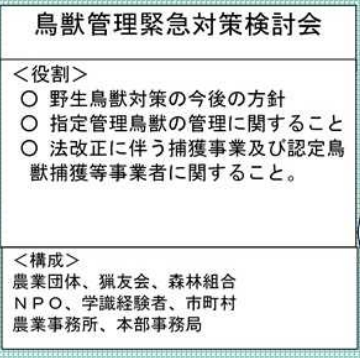 鳥獣管理緊急対策検討会
＜役割＞
○ 野生鳥獣対策の今後の方針
○ 指定管理鳥獣の管理に関すること
○ 法改正に伴う捕獲事業及び認定鳥
獣捕獲等事業者に関すること。
＜構成＞
農業団体、猟友会、森林組合
ＮＰＯ、学識経験者、市町村
農業事務所、本部事務局